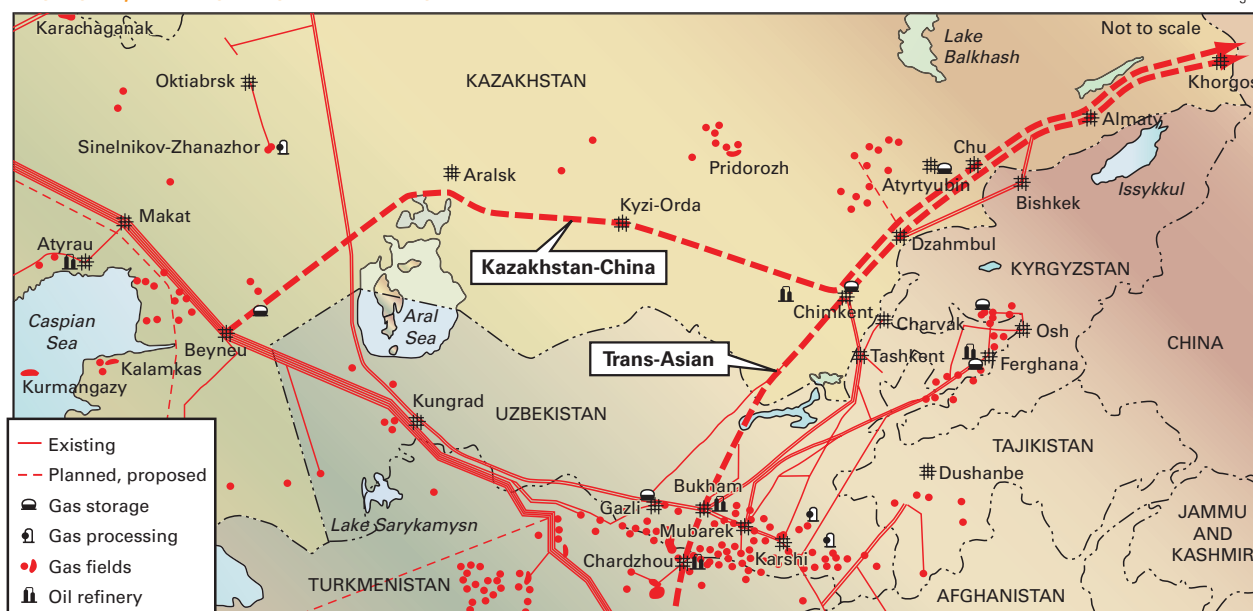 Karachaganak
Not to scale
Lake
Balkhash
Oktiabrsk
KAZAKHSTAN
Khorgos
Almaty
Sinelnikov-Zhanazhor
Pridorozh
Chu
Atyrtyubin
Aralsk
Issykkul
Bishkek
Makat
Kyzi-Orda
Atyrau
Dzahmbul
Kazakhstan-China
KYRGYZSTAN
Chimkent
Caspian
Sea
Aral
Sea
Charvak
Osh
Beyneu
CHINA
Trans-Asian
Tashkent
Ferghana
Kalamkas
Kurmangazy
Kungrad
UZBEKISTAN
TAJIKISTAN
Existing
Planned, proposed
Gas storage
Gas processing
Gas fields
Oil refinery
Dushanbe
Bukham
Gazli
Lake Sarykamysn
Mubarek
JAMMU
AND
KASHMIR
Karshi
Chardzhou
TURKMENISTAN
AFGHANISTAN